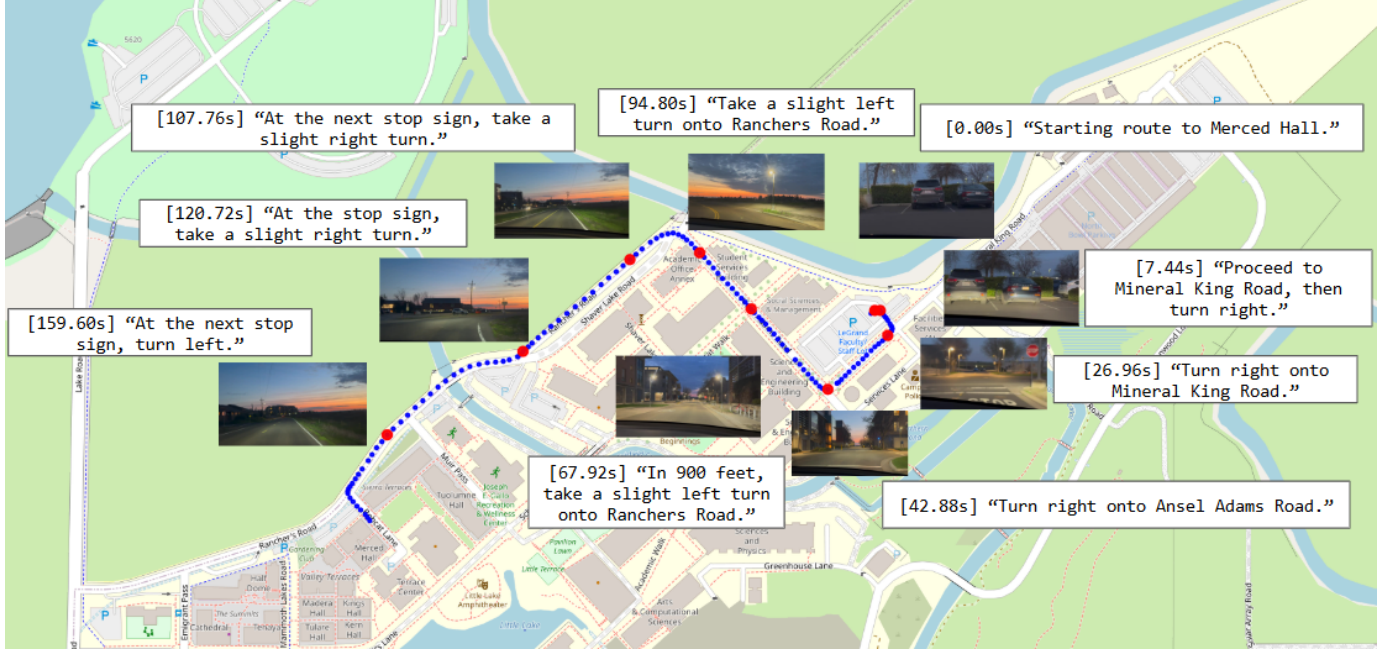 5620
P
[94.80s] “Take a slight left
turn onto Ranchers Road.”
[107.76s] “At the next stop sign, take a
slight right turn.”
[0.00s] “Starting route to Merced Hall.”
P
[120.72s] “At the stop sign,
take a slight right turn.”
[7.44s] “Proceed to
Mineral King Road, then
turn right.”
[159.60s] “At the next stop
sign, turn left.”
[26.96s] “Turn right onto
Mineral King Road.”
[67.92s] “In 900 feet,
take a slight left turn
onto Ranchers Road.”
[42.88s] “Turn right onto Ansel Adams Road.”
Academic
Office
Annex
Student
Services
Building
Shaver Lake Road
Social Sciences
& Management
P
LeGrand
Faculty/
Staff Lot
Facilities
Services
Services Lane
Science
and
Engineering
Building
Lake Road
Beginnings
Muir Pass
Tuolumne
Hall
Joseph
E. Gallo
Recreation
& Wellness
Center
Sierra Terraces
Rancher's Road
P
Gardening
Club
Merced
Hall
Valley Terraces
Terrace
Center
Half
Dome
The Summits
Cathedral
Tenaya
Madera
Hall
Kings
Hall
Tulare
Hall
Kern
Hall
Emigrant Pass
Mammoth Lakes Road
P
Little Lake
Amphitheater
Little Lake
Pavilion
Lawn
Little Terrace
Academic Walk
Arts
& Computational
Sciences
Sciences
and
Physics
Greenhouse Lane
P